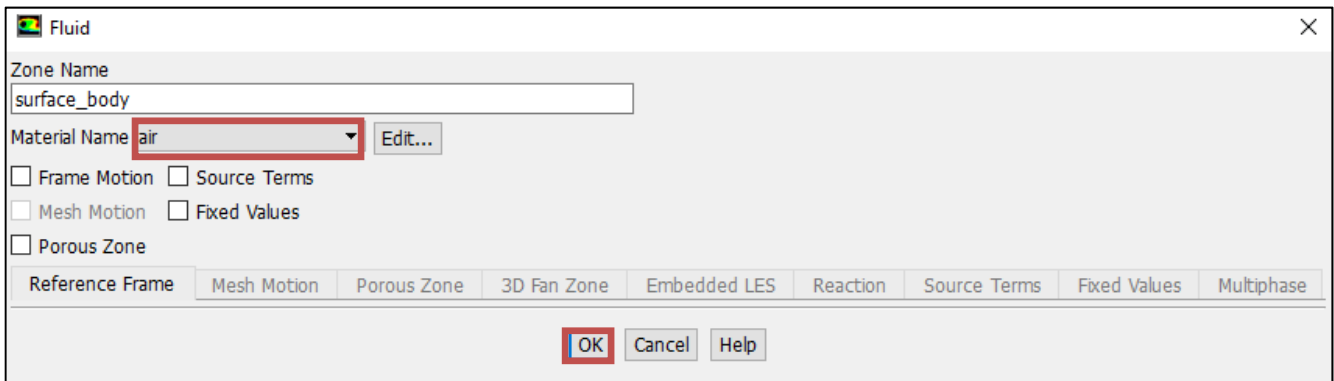 Fluid
Zone Name
surface_body
Material Name air Edit...
Frame Motion Source Terms
Mesh Motion Fixed Values
Porous Zone
Reference Frame Mesh Motion Porous Zone 3D Fan Zone Embedded LES Reaction Source Terms Fixed Values Multiphase
OK Cancel Help